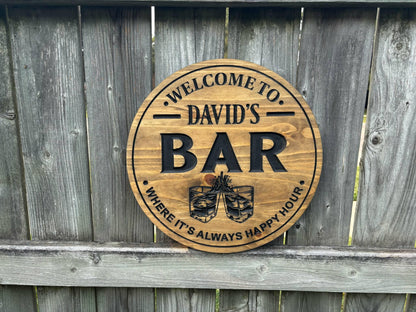 WELCOME TO
DAVID'S
BAR
WHERE IT'S ALWAYS HAPPY HOUR